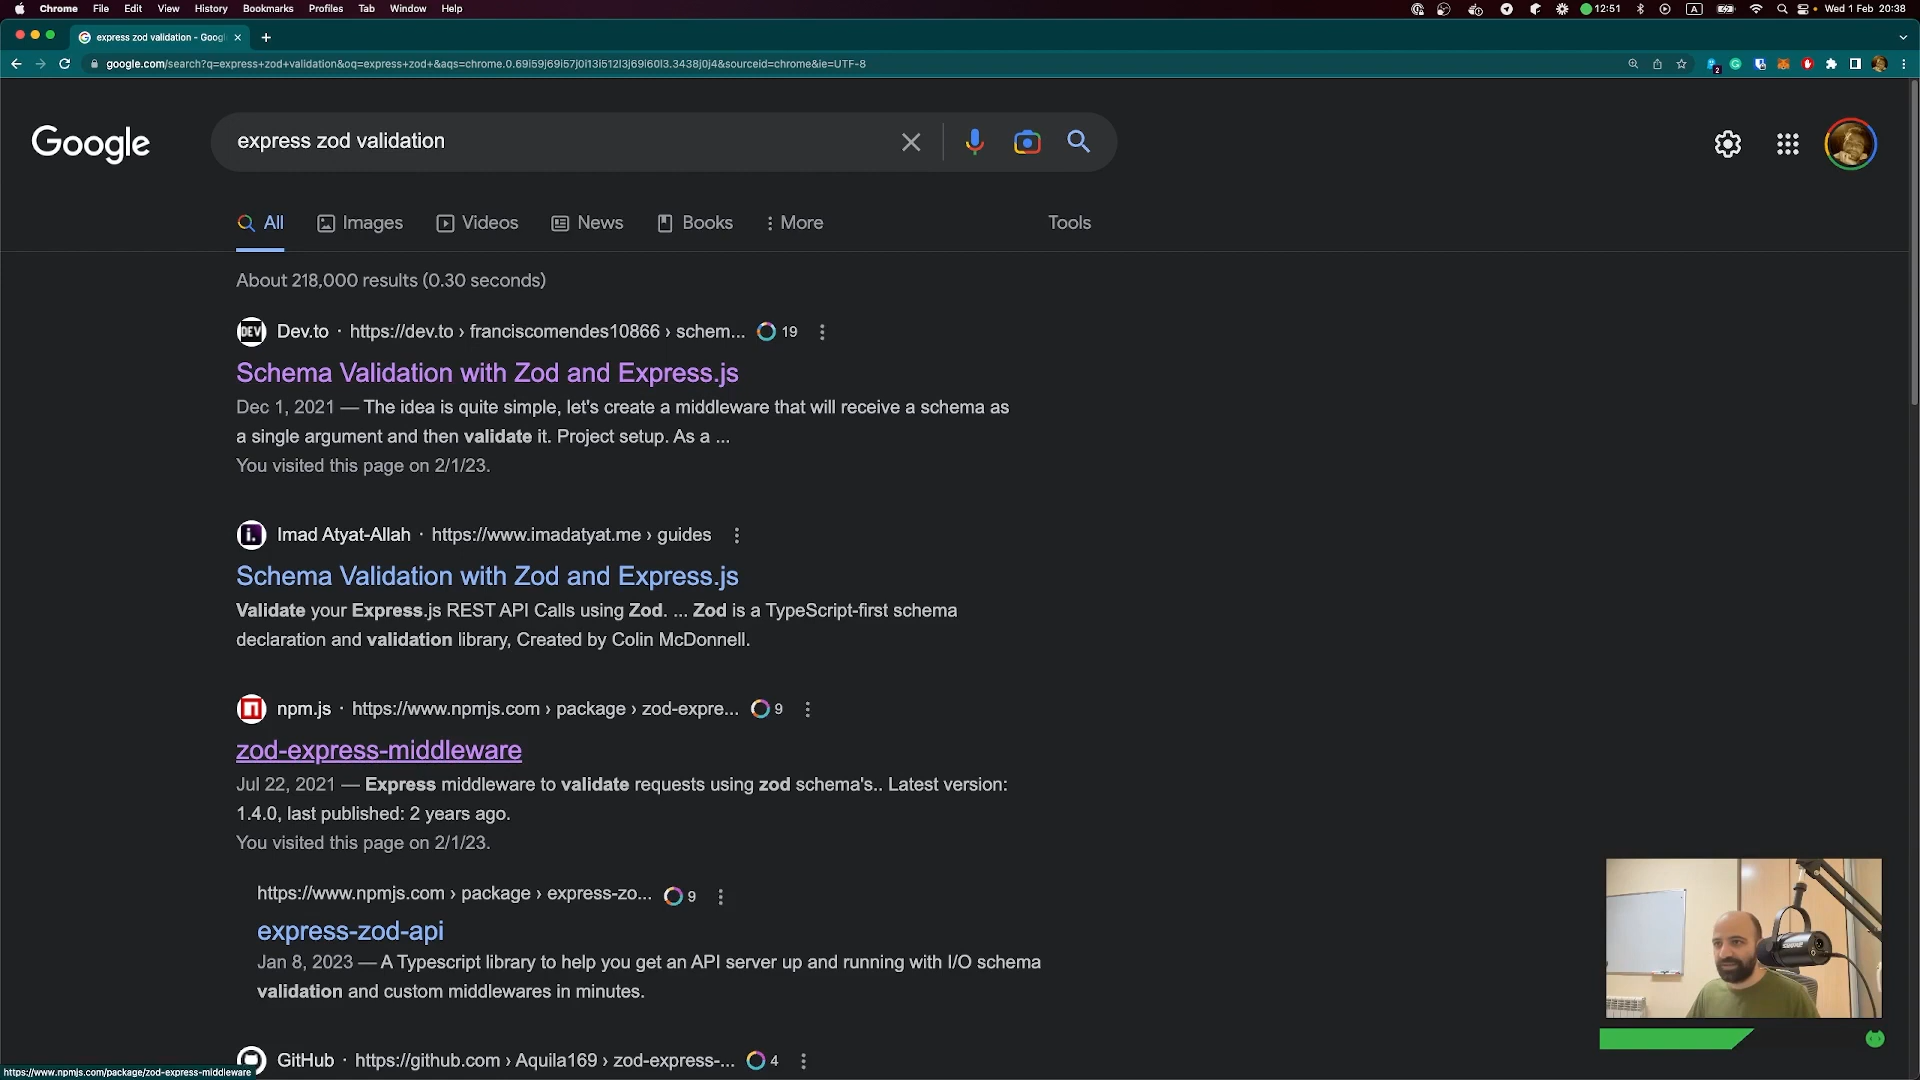 Chrome File Edit View History Bookmarks Profiles Tab Window Help
12:51 A Wed 1 Feb 20:38
express zod validation - Goog
google.com/search?q=express+zod+validation&oq=express+zod+&aqs=chrome.0.69i59j69i57j0i13i512l3j69i60l3.3438j0j4&sourceid=chrome&ie=UTF-8
2
Google
express zod validation
All Images Videos News Books More Tools
About 218,000 results (0.30 seconds)
DEV Dev.to · https://dev.to › franciscomendes10866 › schem... 19
Schema Validation with Zod and Express.js
Dec 1, 2021 — The idea is quite simple, let's create a middleware that will receive a schema as
a single argument and then validate it. Project setup. As a ...
You visited this page on 2/1/23.
i. Imad Atyat-Allah · https://www.imadatyat.me › guides
Schema Validation with Zod and Express.js
Validate your Express.js REST API Calls using Zod. ... Zod is a TypeScript-first schema
declaration and validation library, Created by Colin McDonnell.
npm.js · https://www.npmjs.com › package › zod-expre... 9
zod-express-middleware
Jul 22, 2021 — Express middleware to validate requests using zod schema's.. Latest version:
1.4.0, last published: 2 years ago.
You visited this page on 2/1/23.
https://www.npmjs.com › package › express-zo... 9
express-zod-api
Jan 8, 2023 — A Typescript library to help you get an API server up and running with I/O schema
validation and custom middlewares in minutes.
GitHub · https://github.com › Aquila169 › zod-express-... 4
https://www.npmjs.com/package/zod-express-middleware